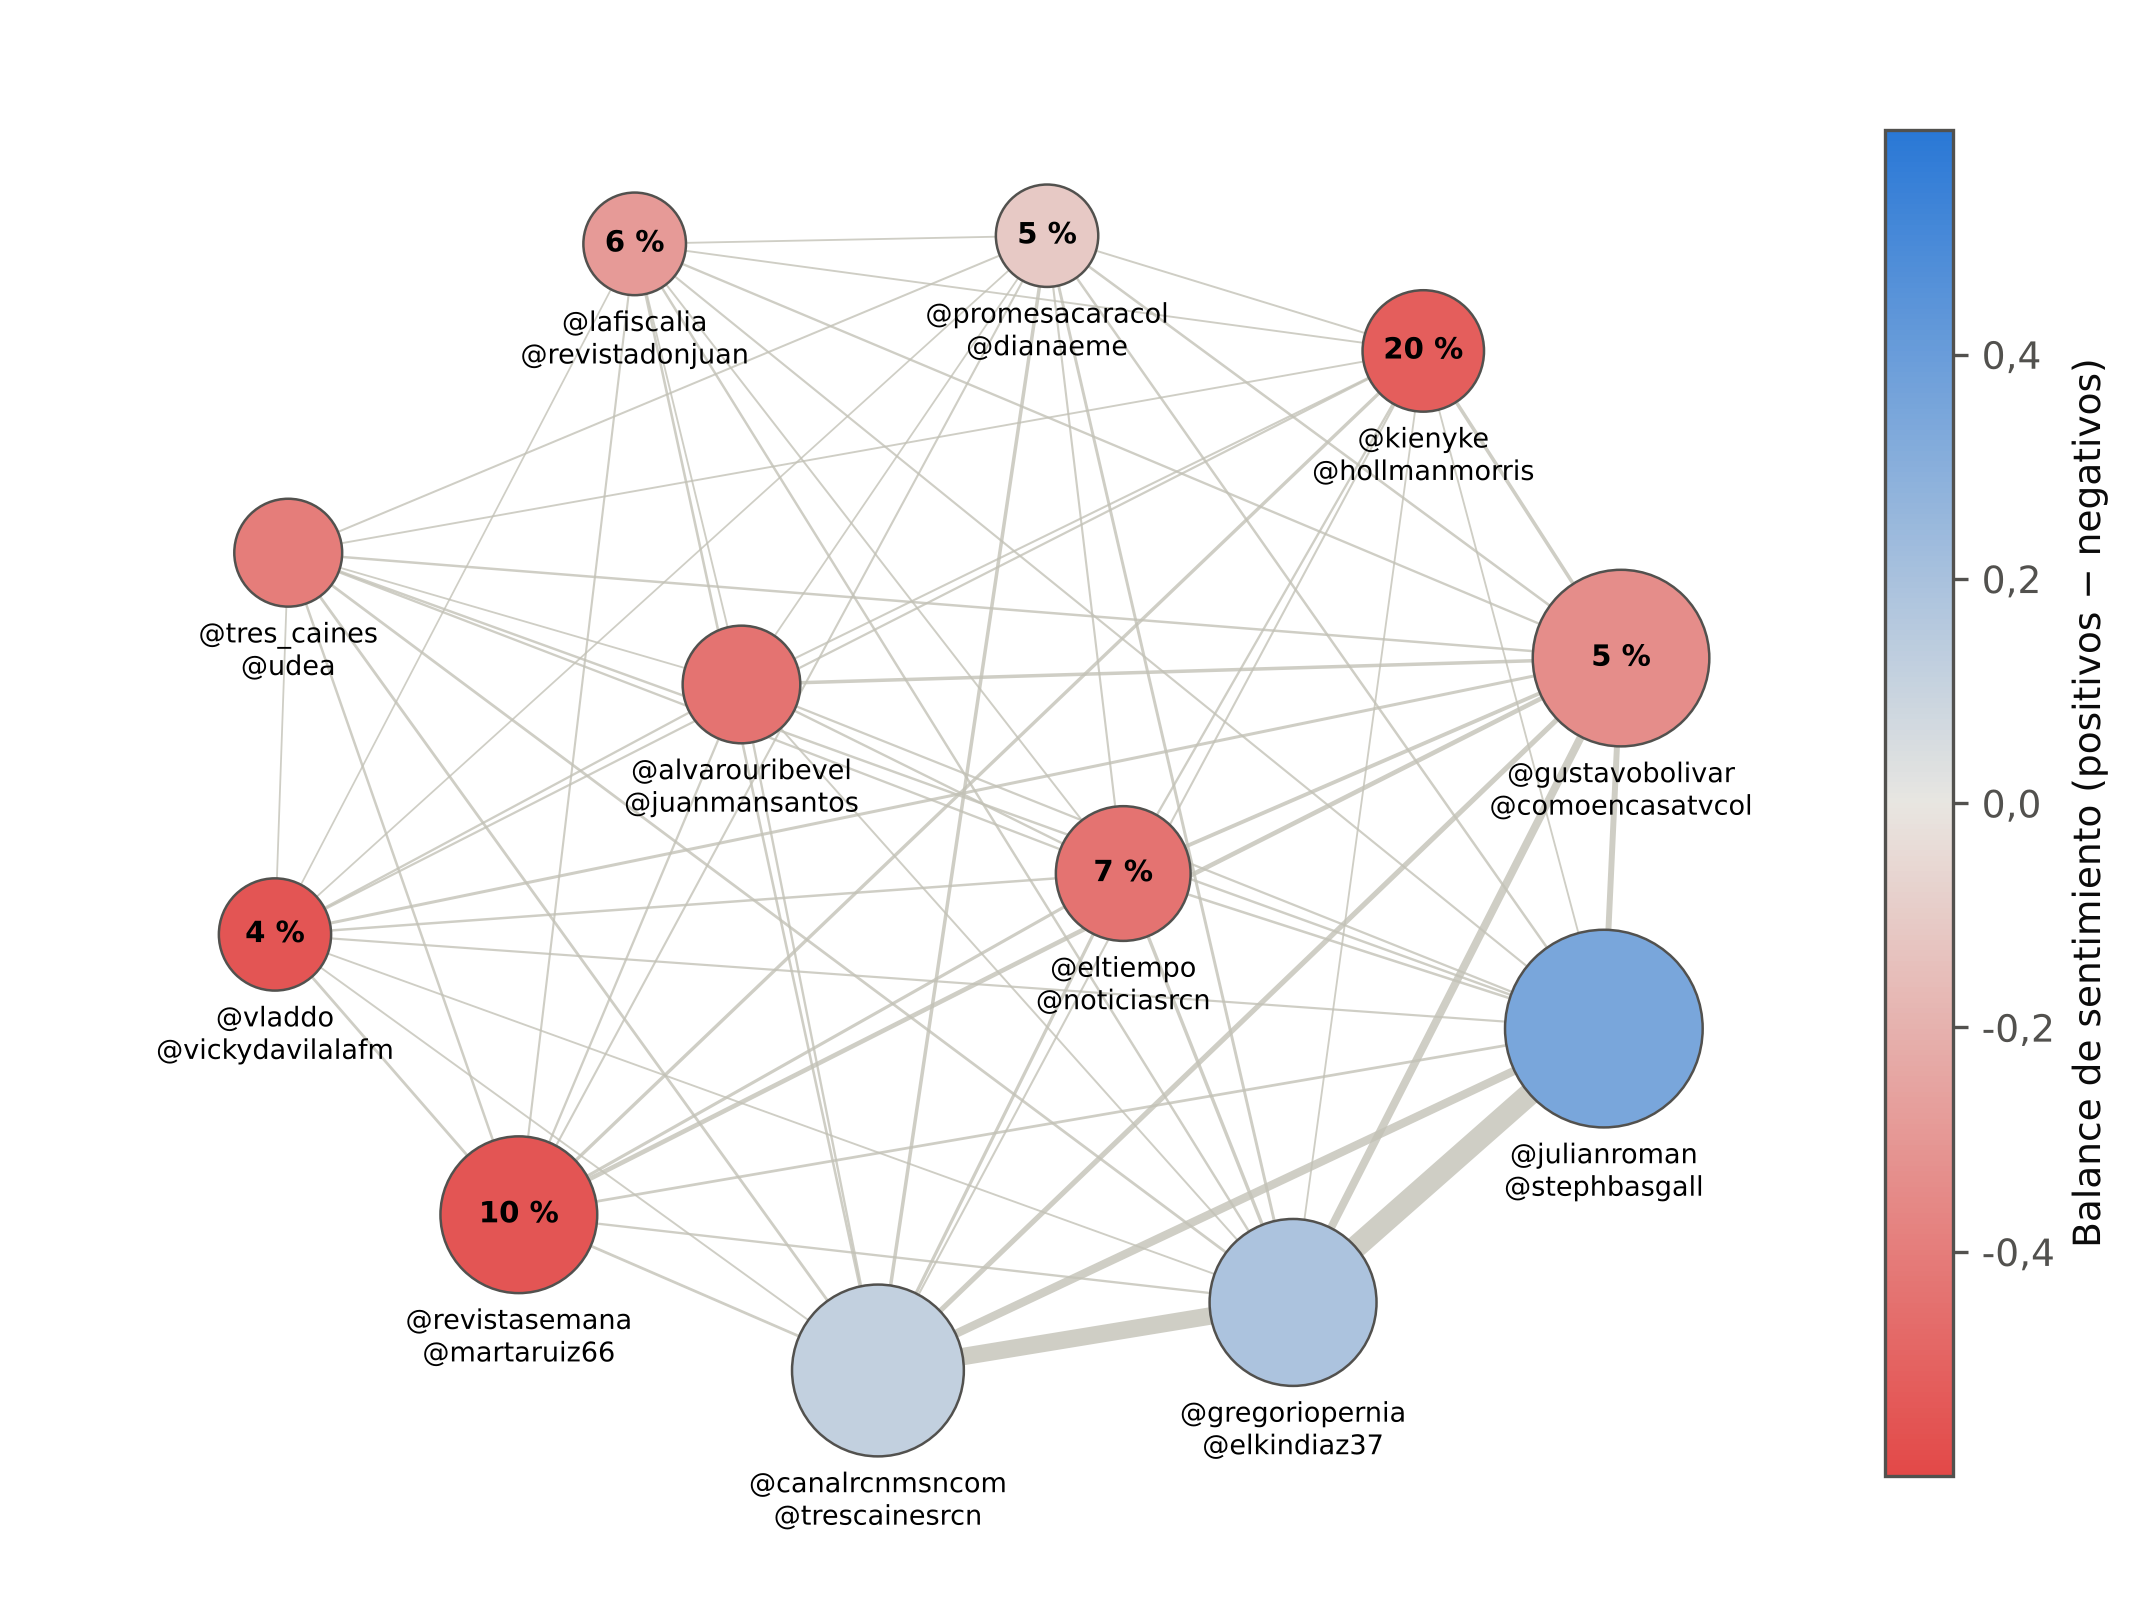 6 %
@lafiscalia
@revistadonjuan
5 %
@promesacaracol
@dianaeme
20 %
@kienyke
@hollmanmorris
@tres_caines
@udea
@alvarouribevel
@juanmansantos
5 %
@gustavobolivar
@comoencasatvcol
7 %
@eltiempo
@noticiasrcn
4 %
@vladdo
@vickydavilalafm
@julianroman
@stephbasgall
10 %
@revistasemana
@martaruiz66
@gregoriopernia
@elkindiaz37
@canalrcnmsncom
@trescainesrcn
0,4
0,2
0,0
-0,2
-0,4
Balance de sentimiento (positivos − negativos)